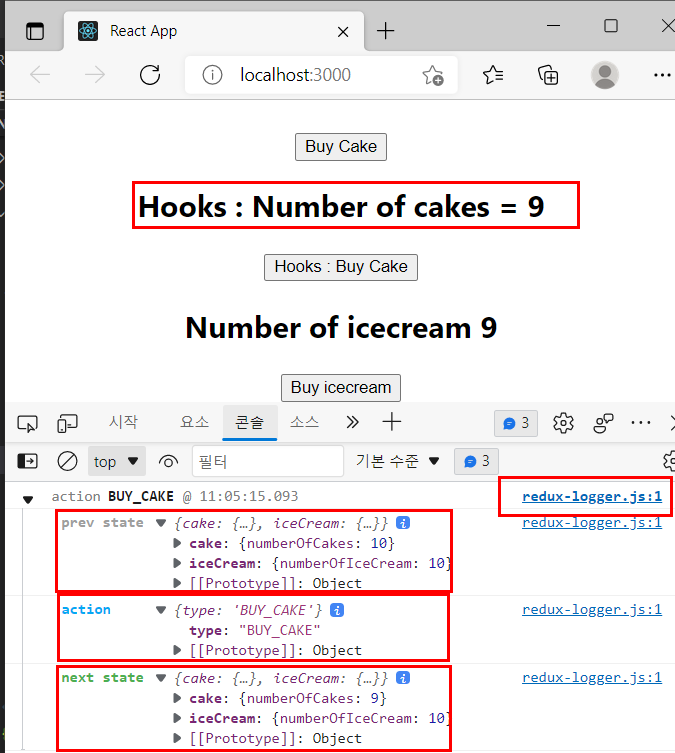 React App
localhost:3000
Buy Cake
Hooks : Number of cakes = 9
Hooks : Buy Cake
Number of icecream 9
Buy icecream
시작 요소 콘솔 소스 3
top 필터 기본 수준 3
action BUY_CAKE @ 11:05:15.093 redux-logger.js:1
prev state {cake: {…}, iceCream: {…}} i redux-logger.js:1
cake: {numberOfCakes: 10}
iceCream: {numberOfIceCream: 10}
[[Prototype]]: Object
action {type: 'BUY_CAKE'} i redux-logger.js:1
type: "BUY_CAKE"
[[Prototype]]: Object
next state {cake: {…}, iceCream: {…}} i redux-logger.js:1
cake: {numberOfCakes: 9}
iceCream: {numberOfIceCream: 10}
[[Prototype]]: Object